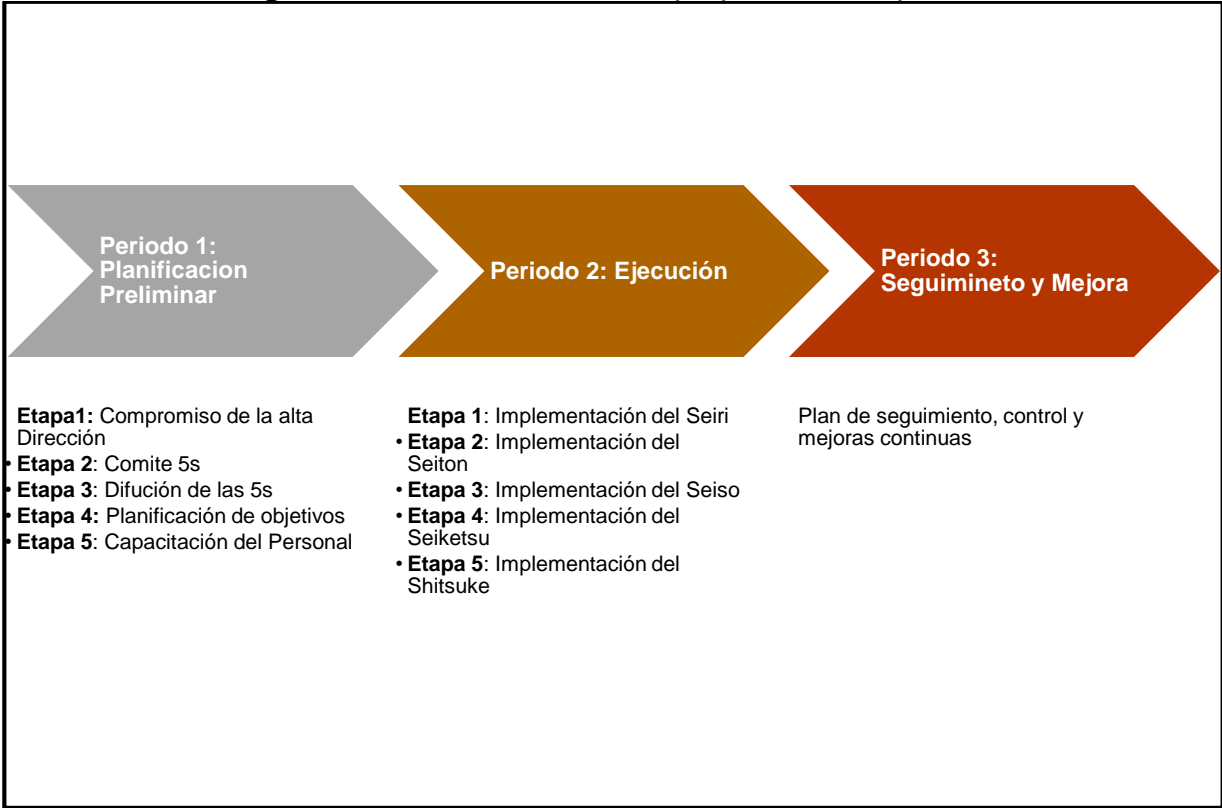 Periodo 1:
Planificacion
Preliminar
Etapa1: Compromiso de la alta
Dirección
• Etapa 2: Comite 5s
• Etapa 3: Difución de las 5s
• Etapa 4: Planificación de objetivos
• Etapa 5: Capacitación del Personal
Periodo 2: Ejecución
Etapa 1: Implementación del Seiri
• Etapa 2: Implementación del
Seiton
• Etapa 3: Implementación del Seiso
• Etapa 4: Implementación del
Seiketsu
• Etapa 5: Implementación del
Shitsuke
Periodo 3:
Seguimineto y Mejora
Plan de seguimiento, control y
mejoras continuas